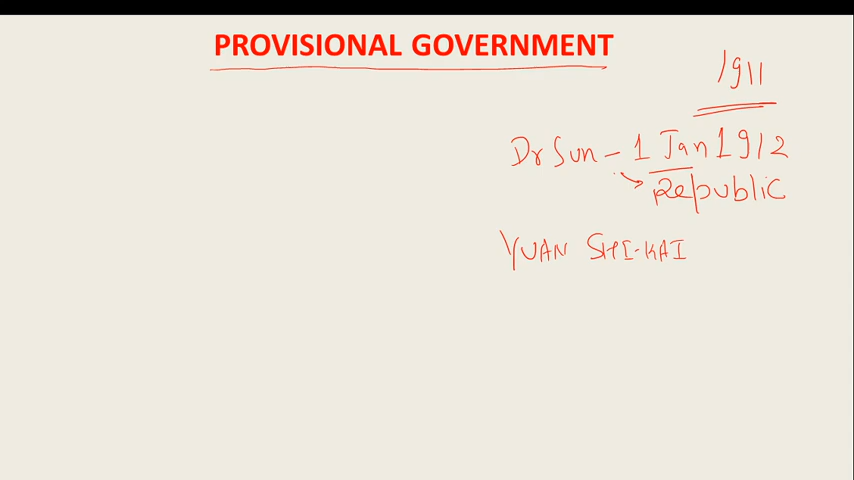 PROVISIONAL GOVERNMENT
1911
Dr Sun - 1 Jan 1912
Republic
YUAN SHI-KAI